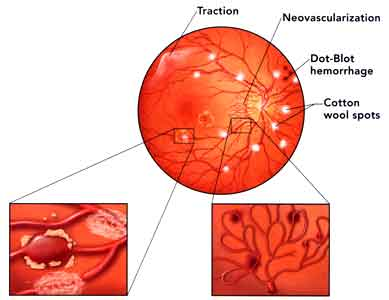 Traction
Neovascularization
Dot-Blot
hemorrhage
Cotton
wool spots